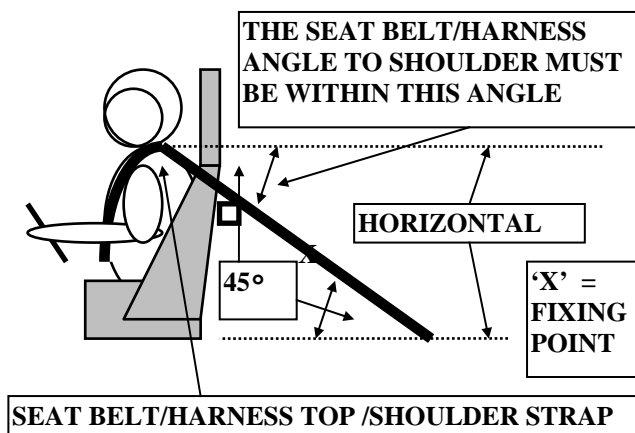 THE SEAT BELT/HARNESS
ANGLE TO SHOULDER MUST
BE WITHIN THIS ANGLE
HORIZONTAL
X
45°
‘X’ =
FIXING
POINT
SEAT BELT/HARNESS TOP /SHOULDER STRAP